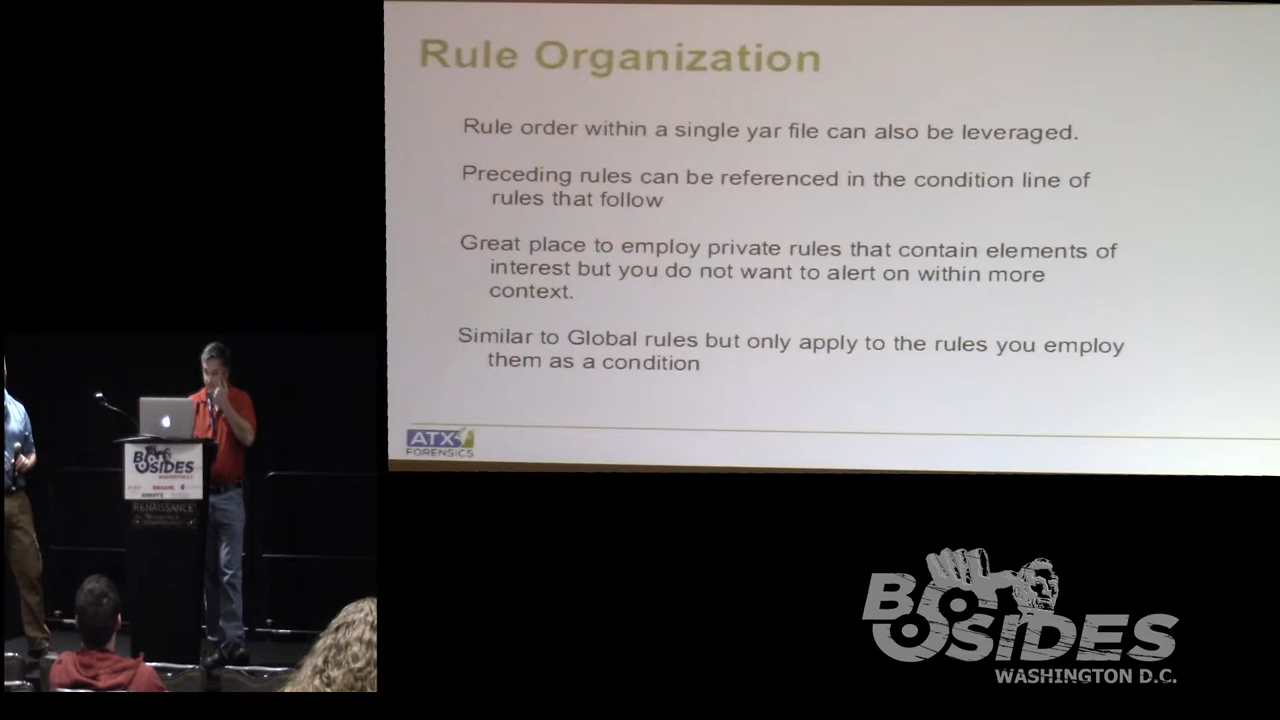 Rule Organization
Rule order within a single yar file can also be leveraged.
Preceding rules can be referenced in the condition line of
rules that follow
Great place to employ private rules that contain elements of
interest but you do not want to alert on within more
context.
Similar to Global rules but only apply to the rules you employ
them as a condition
ATX
FORENSICS
BSIDES
WASHINGTON D.C.
RENAISSANCE
BSIDES
WASHINGTON D.C.